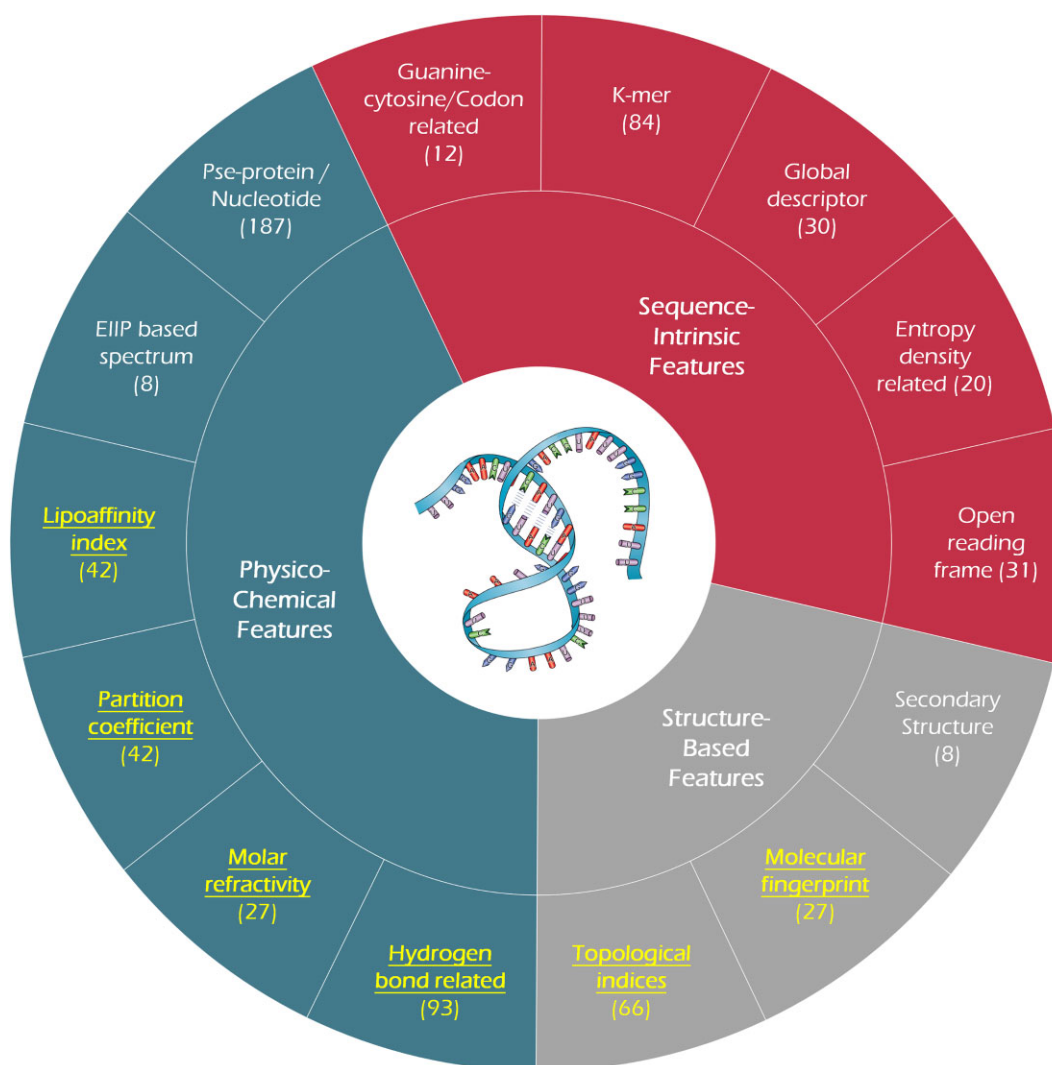 Guanine-
cytosine/Codon
related
(12)
K-mer
(84)
Global
descriptor
(30)
Entropy
density
related (20)
Open
reading
frame (31)
Sequence-
Intrinsic
Features
Pse-protein /
Nucleotide
(187)
EIIP based
spectrum
(8)
Lipoaffinity
index
(42)
Partition
coefficient
(42)
Molar
refractivity
(27)
Hydrogen
bond related
(93)
Physico-
Chemical
Features
Structure-
Based
Features
Secondary
Structure
(8)
Molecular
fingerprint
(27)
Topological
indices
(66)